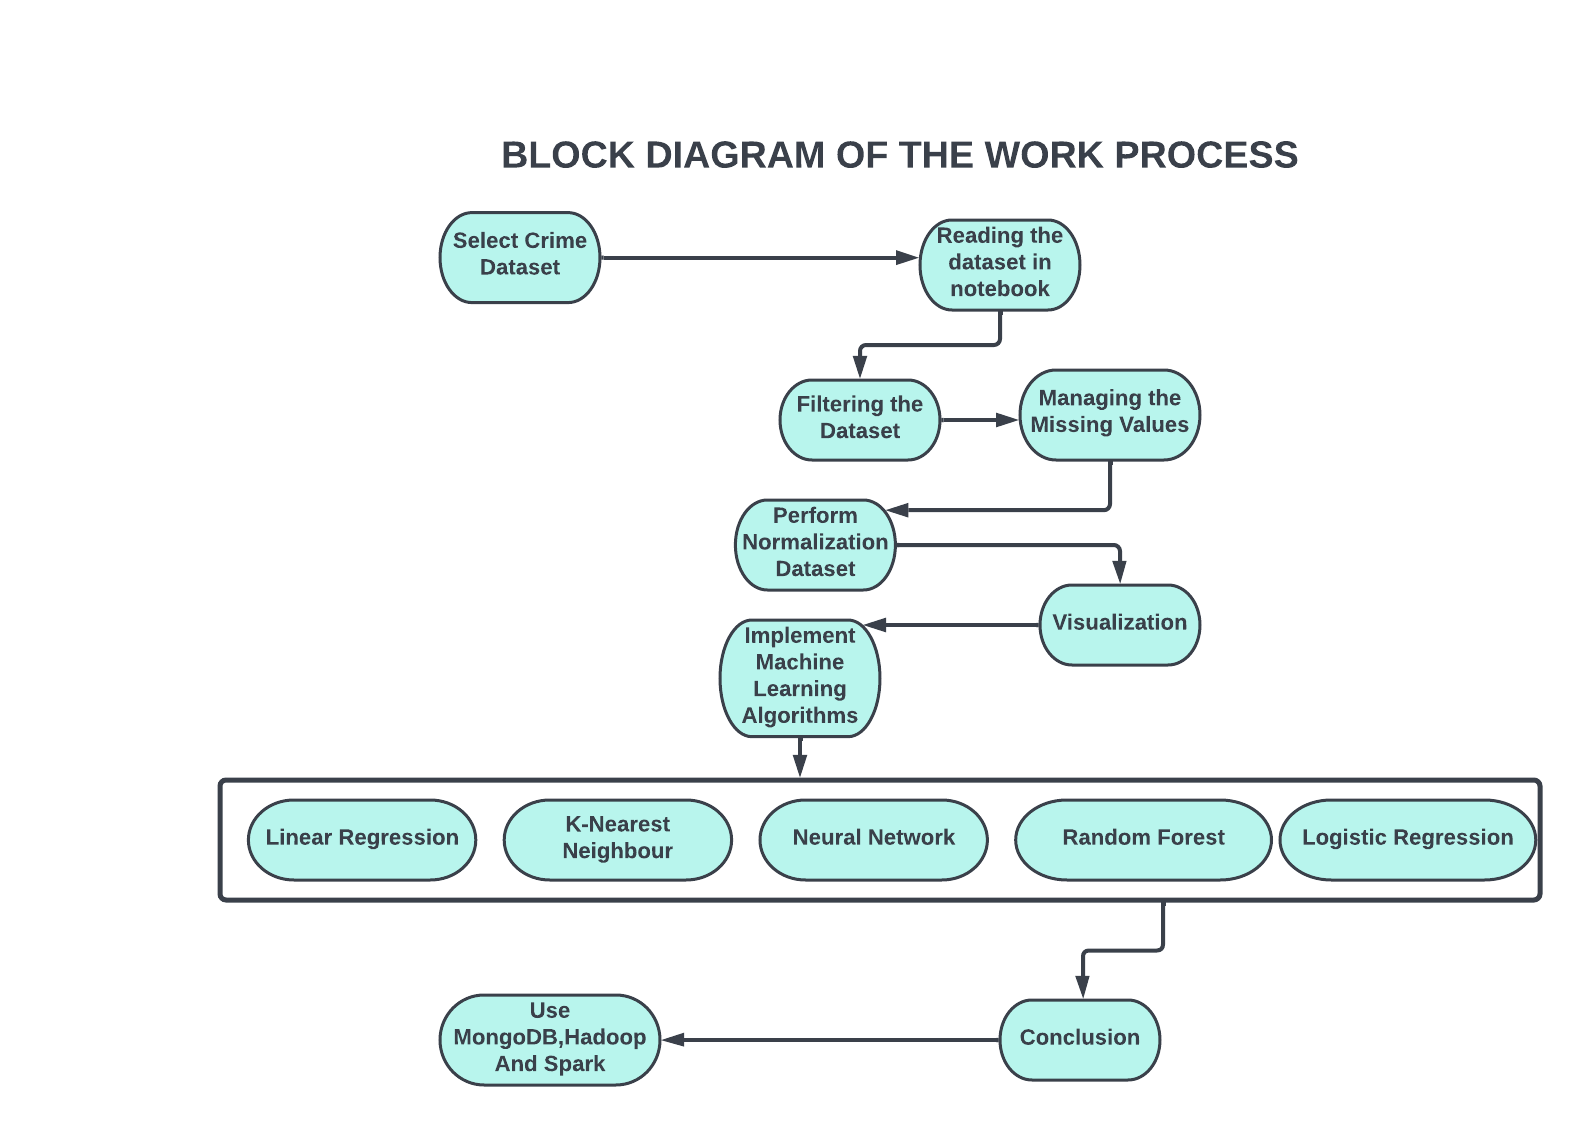 BLOCK DIAGRAM OF THE WORK PROCESS
Select Crime
Dataset
Reading the
dataset in
notebook
Filtering the
Dataset
Managing the
Missing Values
Perform
Normalization
Dataset
Visualization
Implement
Machine
Learning
Algorithms
Linear Regression
K-Nearest
Neighbour
Neural Network
Random Forest
Logistic Regression
Conclusion
Use
MongoDB,Hadoop
And Spark